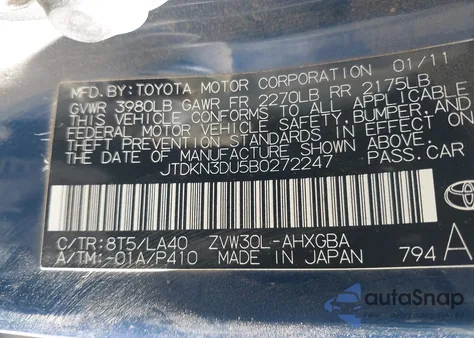 MFD. BY: TOYOTA MOTOR CORPORATION 01/11
GVWR 3980LB GAWR FR 2270LB RR 2175LB
THIS VEHICLE CONFORMS TO ALL APPLICABLE
FEDERAL MOTOR VEHICLE SAFETY, BUMPER, AND
THEFT PREVENTION STANDARDS IN EFFECT ON
THE DATE OF MANUFACTURE SHOWN ABOVE.
JTDKN3DU5B0272247 PASS.CAR
C/TR: 8T5/LA40 ZVW30L-AHXGBA
A/TM: -01A/P410 MADE IN JAPAN 794 A
TOYOTA
autoSnap